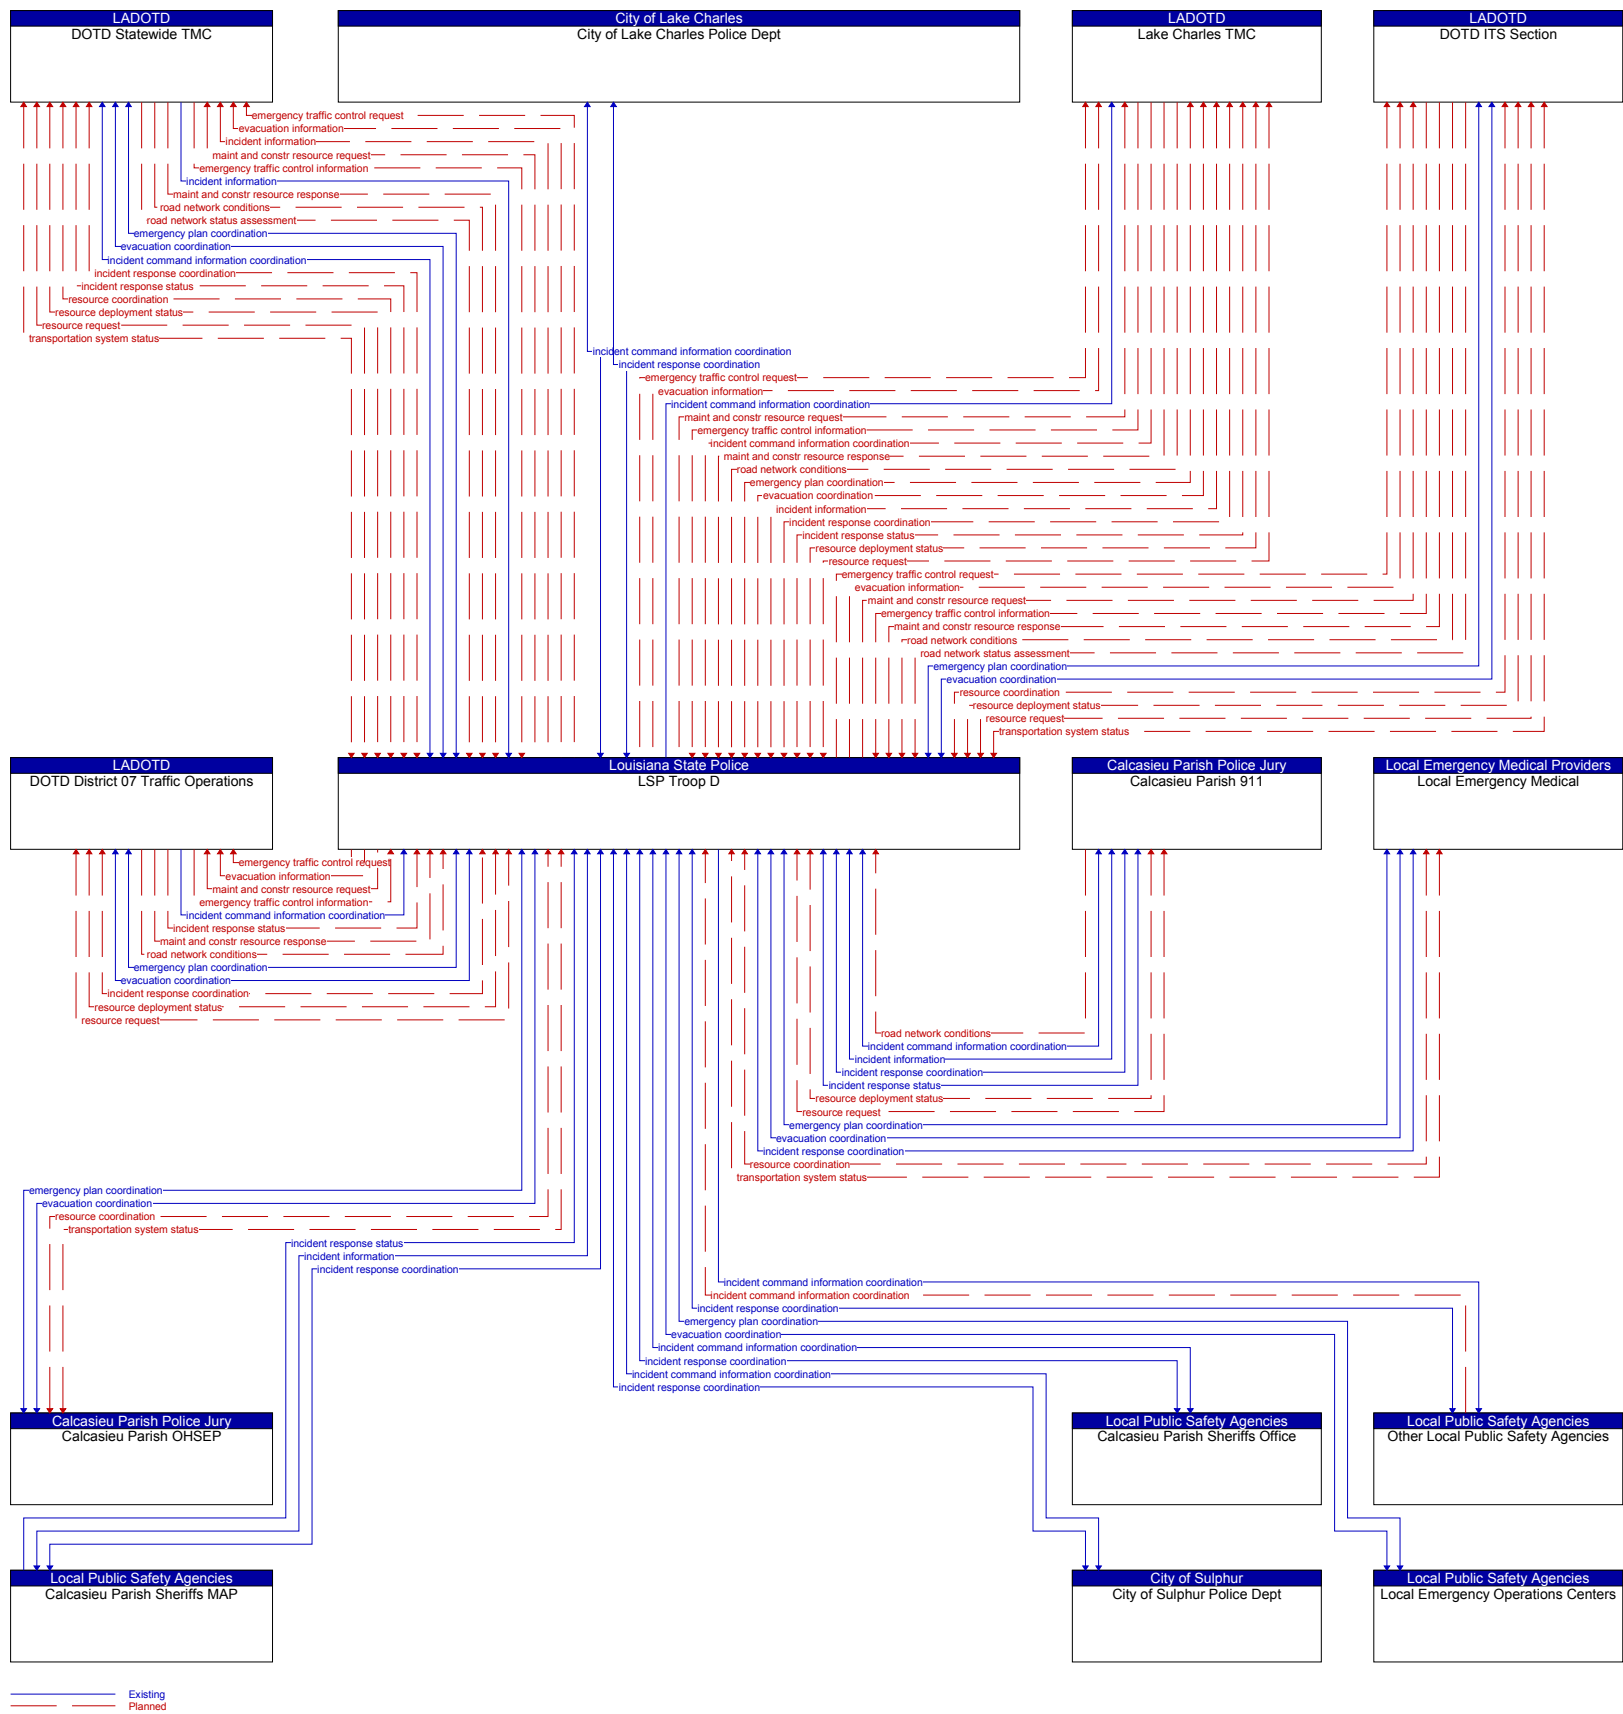 LADOTD
DOTD Statewide TMC
City of Lake Charles
City of Lake Charles Police Dept
LADOTD
Lake Charles TMC
LADOTD
DOTD ITS Section
emergency traffic control request
evacuation information
incident information
maint and constr resource request
emergency traffic control information
incident information
maint and constr resource response
road network conditions
road network status assessment
emergency plan coordination
evacuation coordination
incident command information coordination
incident response coordination
incident response status
resource coordination
resource deployment status
resource request
transportation system status
incident command information coordination
incident response coordination
emergency traffic control request
evacuation information
incident command information coordination
maint and constr resource request
emergency traffic control information
incident command information coordination
maint and constr resource response
road network conditions
emergency plan coordination
evacuation coordination
incident information
incident response coordination
incident response status
resource deployment status
resource request
emergency traffic control request
evacuation information
maint and constr resource request
emergency traffic control information
maint and constr resource response
road network conditions
road network status assessment
emergency plan coordination
evacuation coordination
resource coordination
resource deployment status
resource request
transportation system status
LADOTD
DOTD District 07 Traffic Operations
Louisiana State Police
LSP Troop D
Calcasieu Parish Police Jury
Calcasieu Parish 911
Local Emergency Medical Providers
Local Emergency Medical
emergency traffic control request
evacuation information
maint and constr resource request
emergency traffic control information
incident command information coordination
incident response status
maint and constr resource response
road network conditions
emergency plan coordination
evacuation coordination
incident response coordination
resource deployment status
resource request
road network conditions
incident command information coordination
incident information
incident response coordination
incident response status
resource deployment status
resource request
emergency plan coordination
evacuation coordination
incident response coordination
resource coordination
transportation system status
emergency plan coordination
evacuation coordination
resource coordination
transportation system status
incident response status
incident information
incident response coordination
incident command information coordination
incident command information coordination
incident response coordination
emergency plan coordination
evacuation coordination
incident command information coordination
incident response coordination
incident command information coordination
incident response coordination
Calcasieu Parish Police Jury
Calcasieu Parish OHSEP
Local Public Safety Agencies
Calcasieu Parish Sheriffs Office
Local Public Safety Agencies
Other Local Public Safety Agencies
Local Public Safety Agencies
Calcasieu Parish Sheriffs MAP
City of Sulphur
City of Sulphur Police Dept
Local Public Safety Agencies
Local Emergency Operations Centers
Existing
Planned